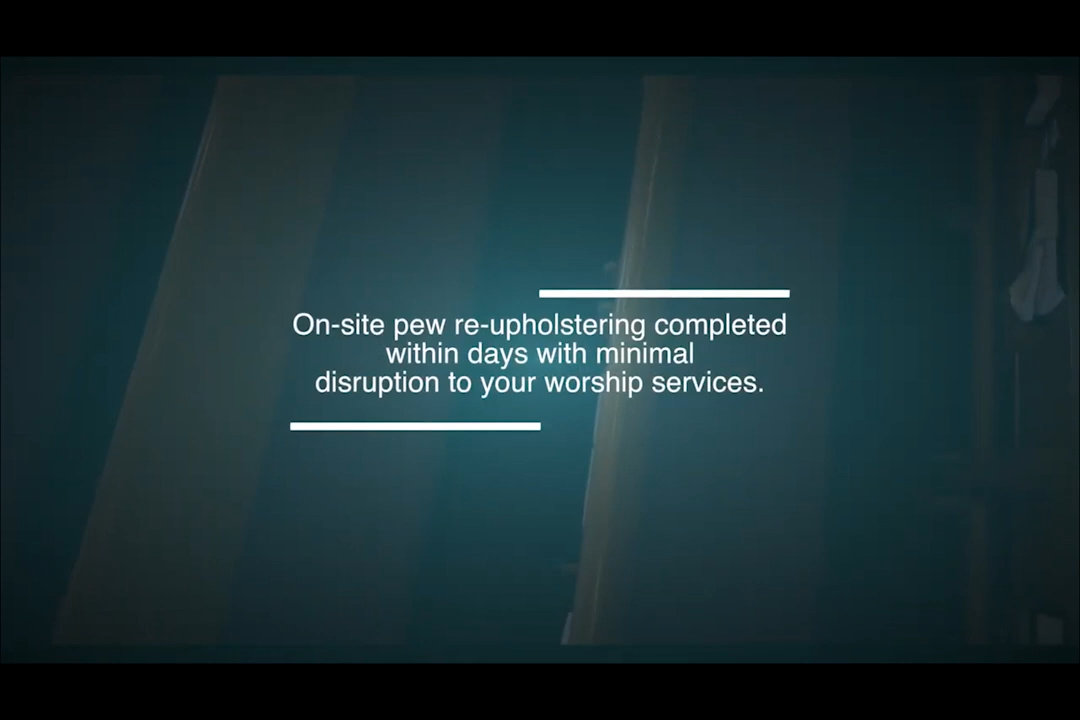 On-site pew re-upholstering completed
within days with minimal
disruption to your worship services.